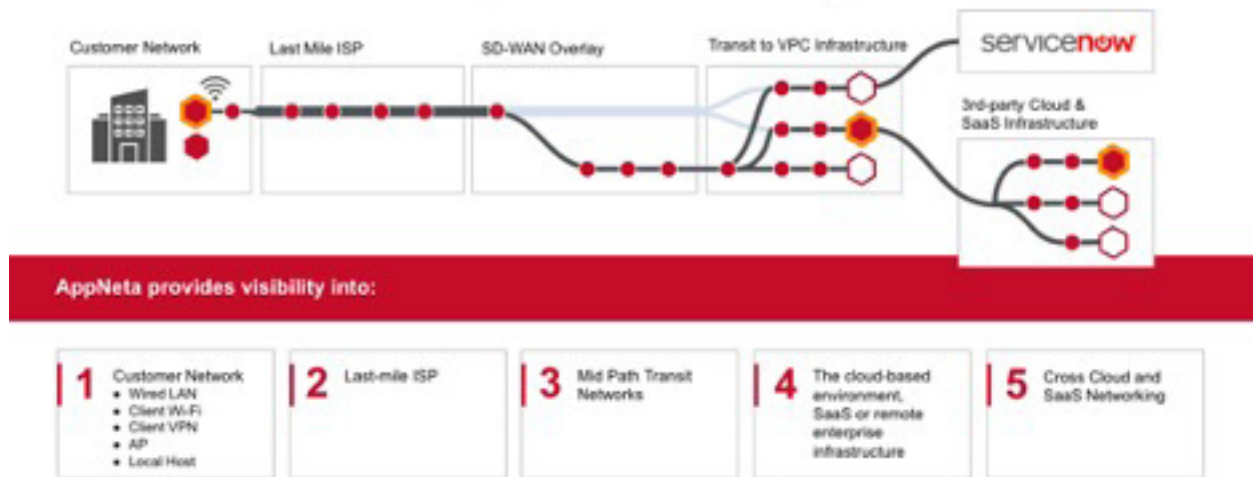 Customer Network
Last Mile ISP
SD-WAN Overlay
Transit to VPC Infrastructure
servicenow
3rd-party Cloud &
SaaS Infrastructure
AppNeta provides visibility into:
1
Customer Network
• Wired LAN
• Client Wi-Fi
• Client VPN
• AP
• Local Host
2
Last-mile ISP
3
Mid Path Transit
Networks
4
The cloud-based
environment,
SaaS or remote
enterprise
infrastructure
5
Cross Cloud and
SaaS Networking